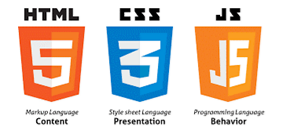 HTML CSS JS
5 3 JS
Markup Language Style sheet Language Programming Language
Content Presentation Behavior